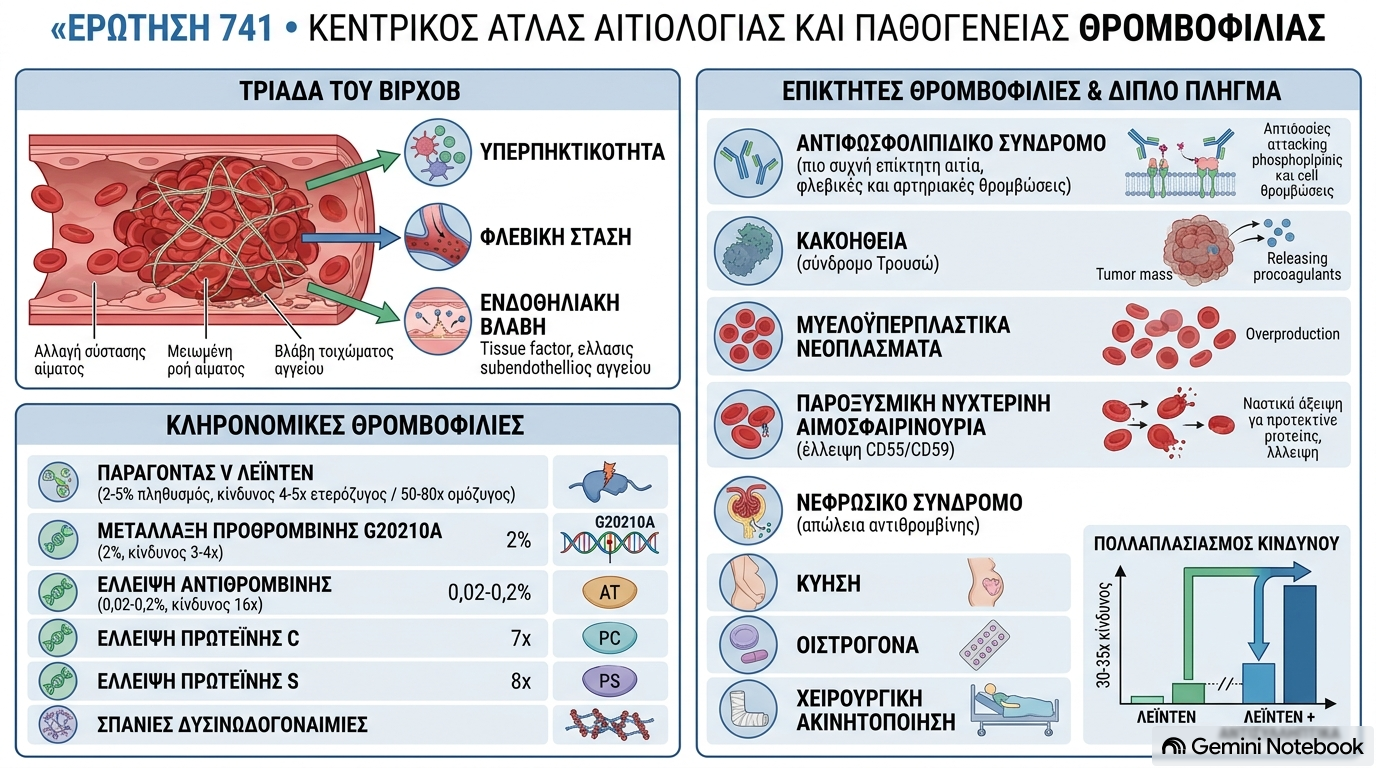 «ΕΡΩΤΗΣΗ 741 • ΚΕΝΤΡΙΚΟΣ ΑΤΛΑΣ ΑΙΤΙΟΛΟΓΙΑΣ ΚΑΙ ΠΑΘΟΓΕΝΕΙΑΣ ΘΡΟΜΒΟΦΙΛΙΑΣ
ΤΡΙΑΔΑ ΤΟΥ ΒΙΡΧΟΒ
ΥΠΕΡΠΗΚΤΙΚΟΤΗΤΑ
ΦΛΕΒΙΚΗ ΣΤΑΣΗ
ΕΝΔΟΘΗΛΙΑΚΗ
ΒΛΑΒΗ
Tissue factor, ελλασις
subendothellιος αγγείου
Αλλαγή σύστασης
αίματος
Μειωμένη
ροή αίματος
Βλάβη τοιχώματος
αγγείου
ΚΛΗΡΟΝΟΜΙΚΕΣ ΘΡΟΜΒΟΦΙΛΙΕΣ
ΠΑΡΑΓΟΝΤΑΣ V ΛΕΪΝΤΕΝ
(2-5% πληθυσμός, κίνδυνος 4-5x ετερόζυγος / 50-80x ομόζυγος)
ΜΕΤΑΛΛΑΞΗ ΠΡΟΘΡΟΜΒΙΝΗΣ G20210A
(2%, κίνδυνος 3-4x)
2%
G20210A
ΕΛΛΕΙΨΗ ΑΝΤΙΘΡΟΜΒΙΝΗΣ
(0,02-0,2%, κίνδυνος 16x)
0,02-0,2%
AT
ΕΛΛΕΙΨΗ ΠΡΩΤΕΪΝΗΣ C
7x
PC
ΕΛΛΕΙΨΗ ΠΡΩΤΕΪΝΗΣ S
8x
PS
ΣΠΑΝΙΕΣ ΔΥΣΙΝΩΔΟΓΟΝΑΙΜΙΕΣ
ΕΠΙΚΤΗΤΕΣ ΘΡΟΜΒΟΦΙΛΙΕΣ & ΔΙΠΛΟ ΠΛΗΓΜΑ
ΑΝΤΙΦΩΣΦΟΛΙΠΙΔΙΚΟ ΣΥΝΔΡΟΜΟ
(πιο συχνή επίκτητη αιτία,
φλεβικές και αρτηριακές θρομβώσεις)
Απτιδοσίες
attacking
phospholpinic
και cell
θρομβώσεις
ΚΑΚΟΗΘΕΙΑ
(σύνδρομο Τρουσώ)
Tumor mass
Releasing
procoagulants
ΜΥΕΛΟΫΠΕΡΠΛΑΣΤΙΚΑ
ΝΕΟΠΛΑΣΜΑΤΑ
Overproduction
ΠΑΡΟΞΥΣΜΙΚΗ ΝΥΧΤΕΡΙΝΗ
ΑΙΜΟΣΦΑΙΡΙΝΟΥΡΙΑ
(έλλειψη CD55/CD59)
Ναστικά άξειψη
γα προτεκτινε
proteίης,
λλλειψη
ΝΕΦΡΩΣΙΚΟ ΣΥΝΔΡΟΜΟ
(απώλεια αντιθρομβίνης)
ΚΥΗΣΗ
ΟΙΣΤΡΟΓΟΝΑ
ΧΕΙΡΟΥΡΓΙΚΗ
ΑΚΙΝΗΤΟΠΟΙΗΣΗ
ΠΟΛΛΑΠΛΑΣΙΑΣΜΟΣ ΚΙΝΔΥΝΟΥ
30-35x κίνδυνος
ΛΕΪΝΤΕΝ
ΛΕΪΝΤΕΝ +
Gemini Notebook